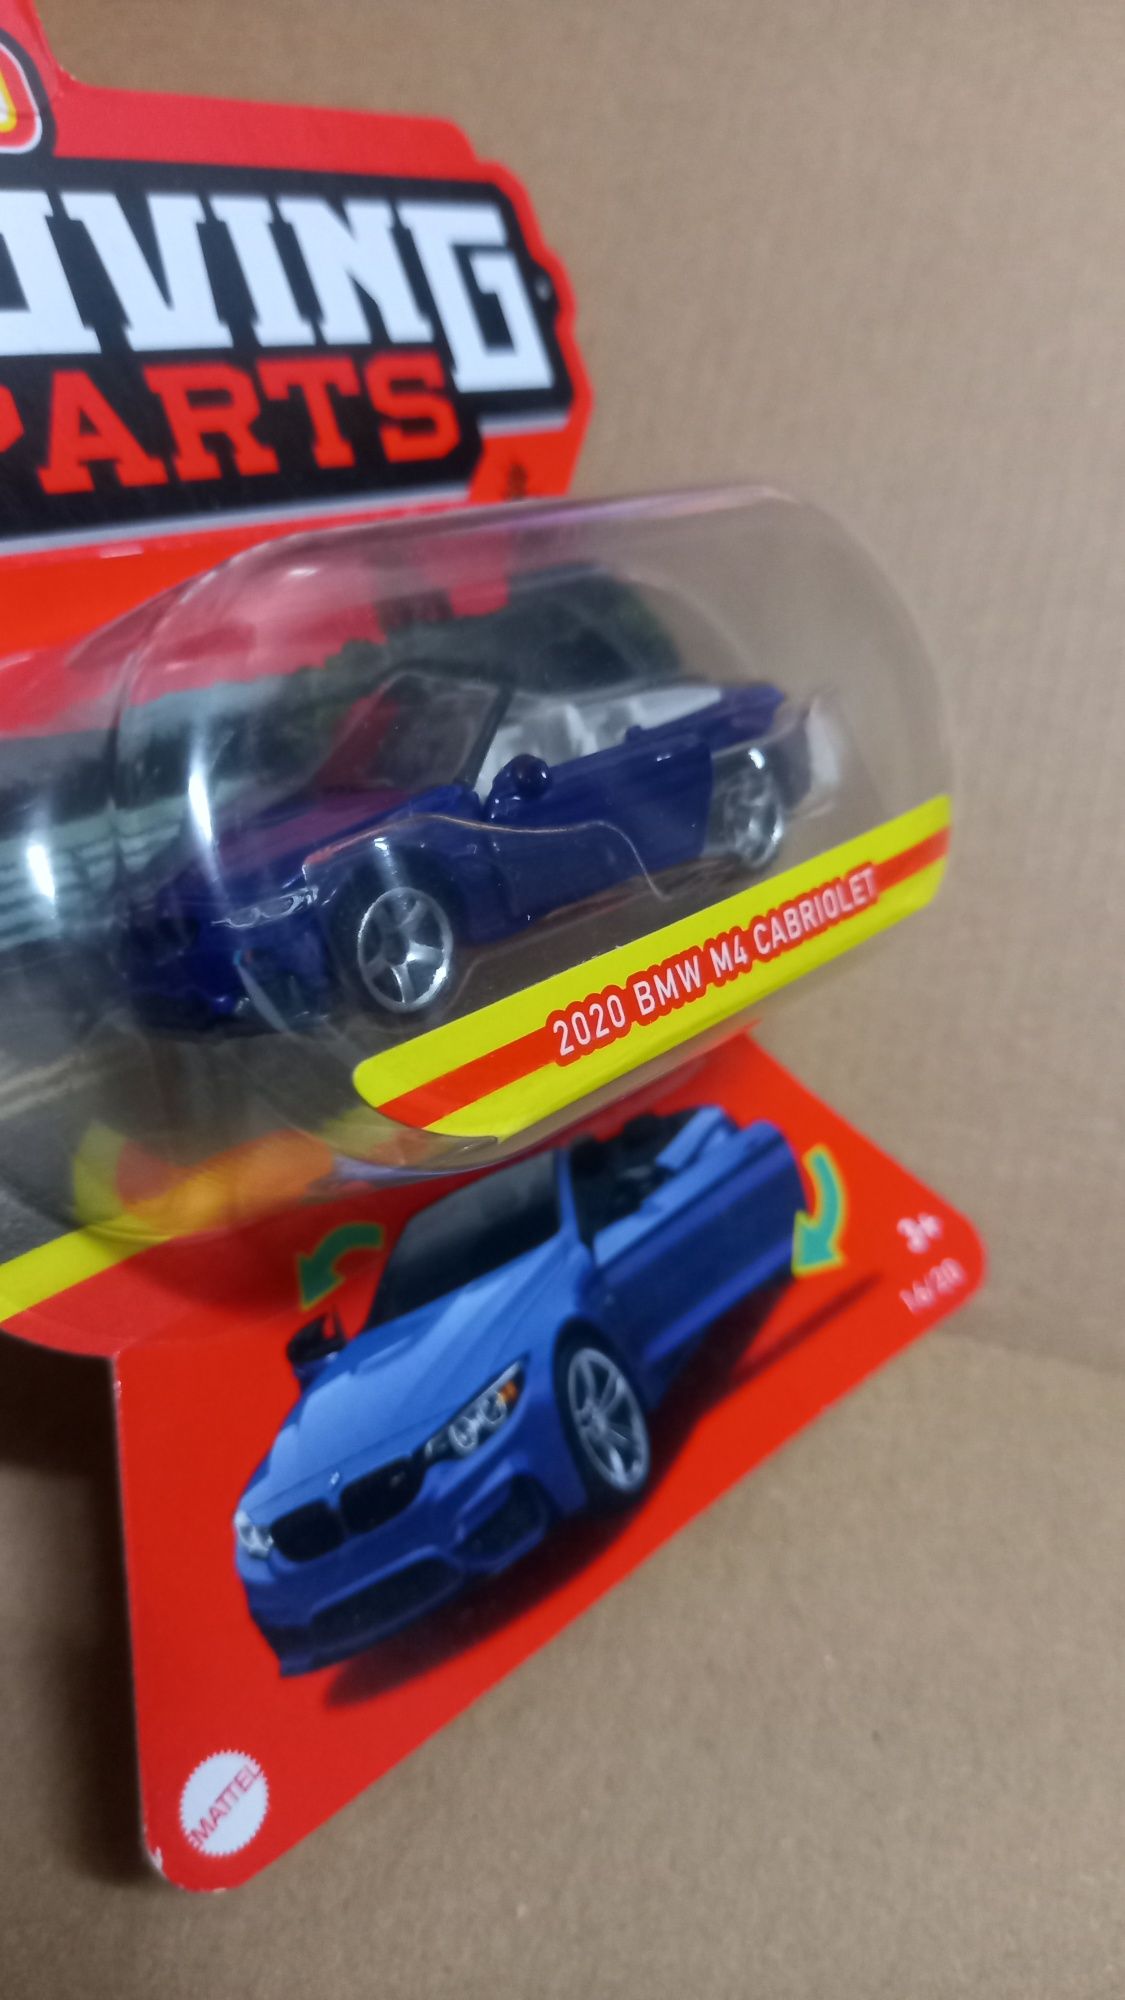 OVING
PARTS
2020 BMW M4 CABRIOLET
3+
14/20
MATTEL